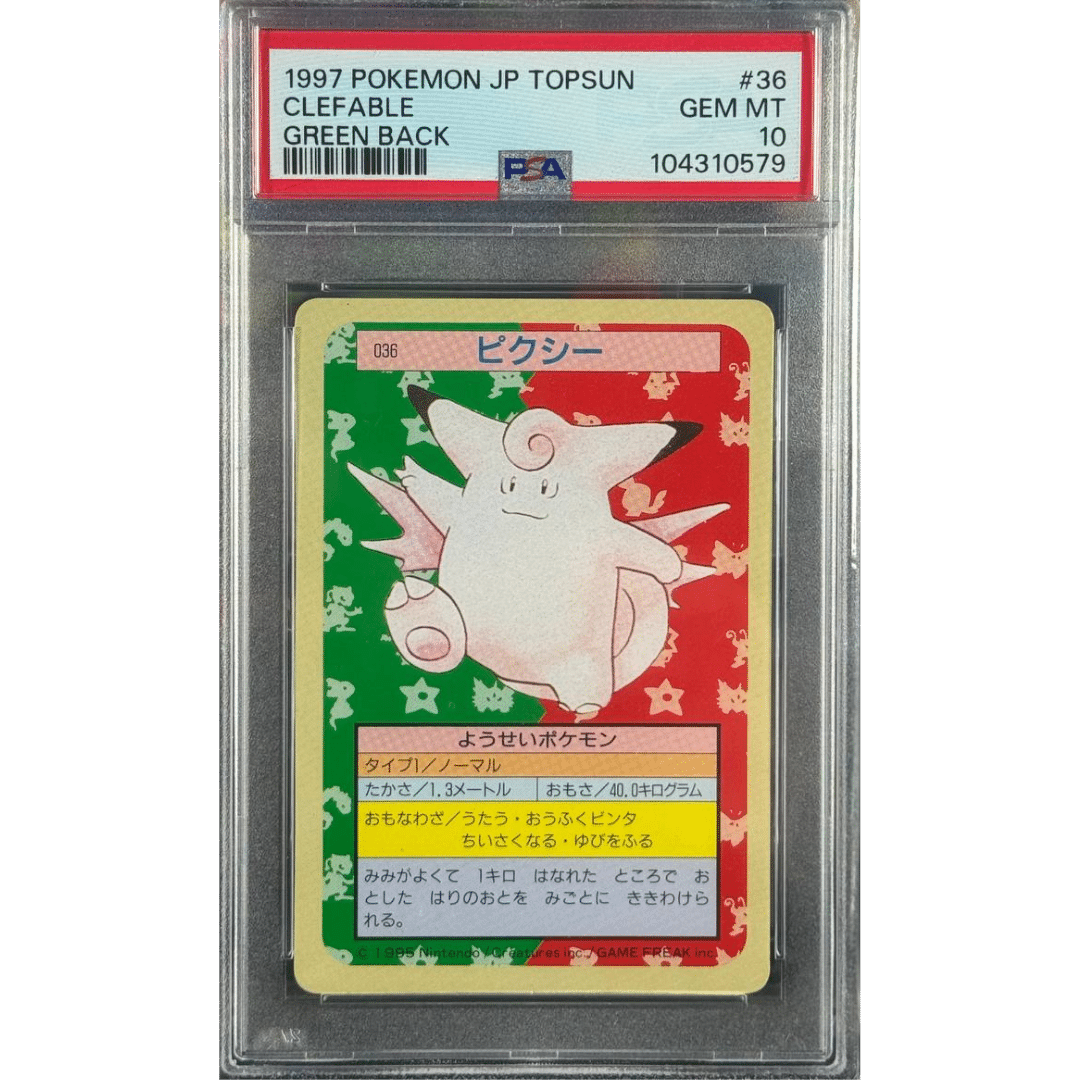 1997 POKEMON JP TOPSUN #36
CLEFABLE GEM MT
GREEN BACK 10
PSA 104310579
036 ピクシー
ようせいポケモン
タイプ1/ノーマル
たかさ/1.3メートル おもさ/40.0キログラム
おもなわざ/うたう・おうふくビンタ
ちいさくなる・ゆびをふる
みみがよくて 1キロ はなれた ところで お
とした はりのおとを みごとに ききわけら
れる。
© 1995 Nintendo/Creatures inc./GAME FREAK inc.